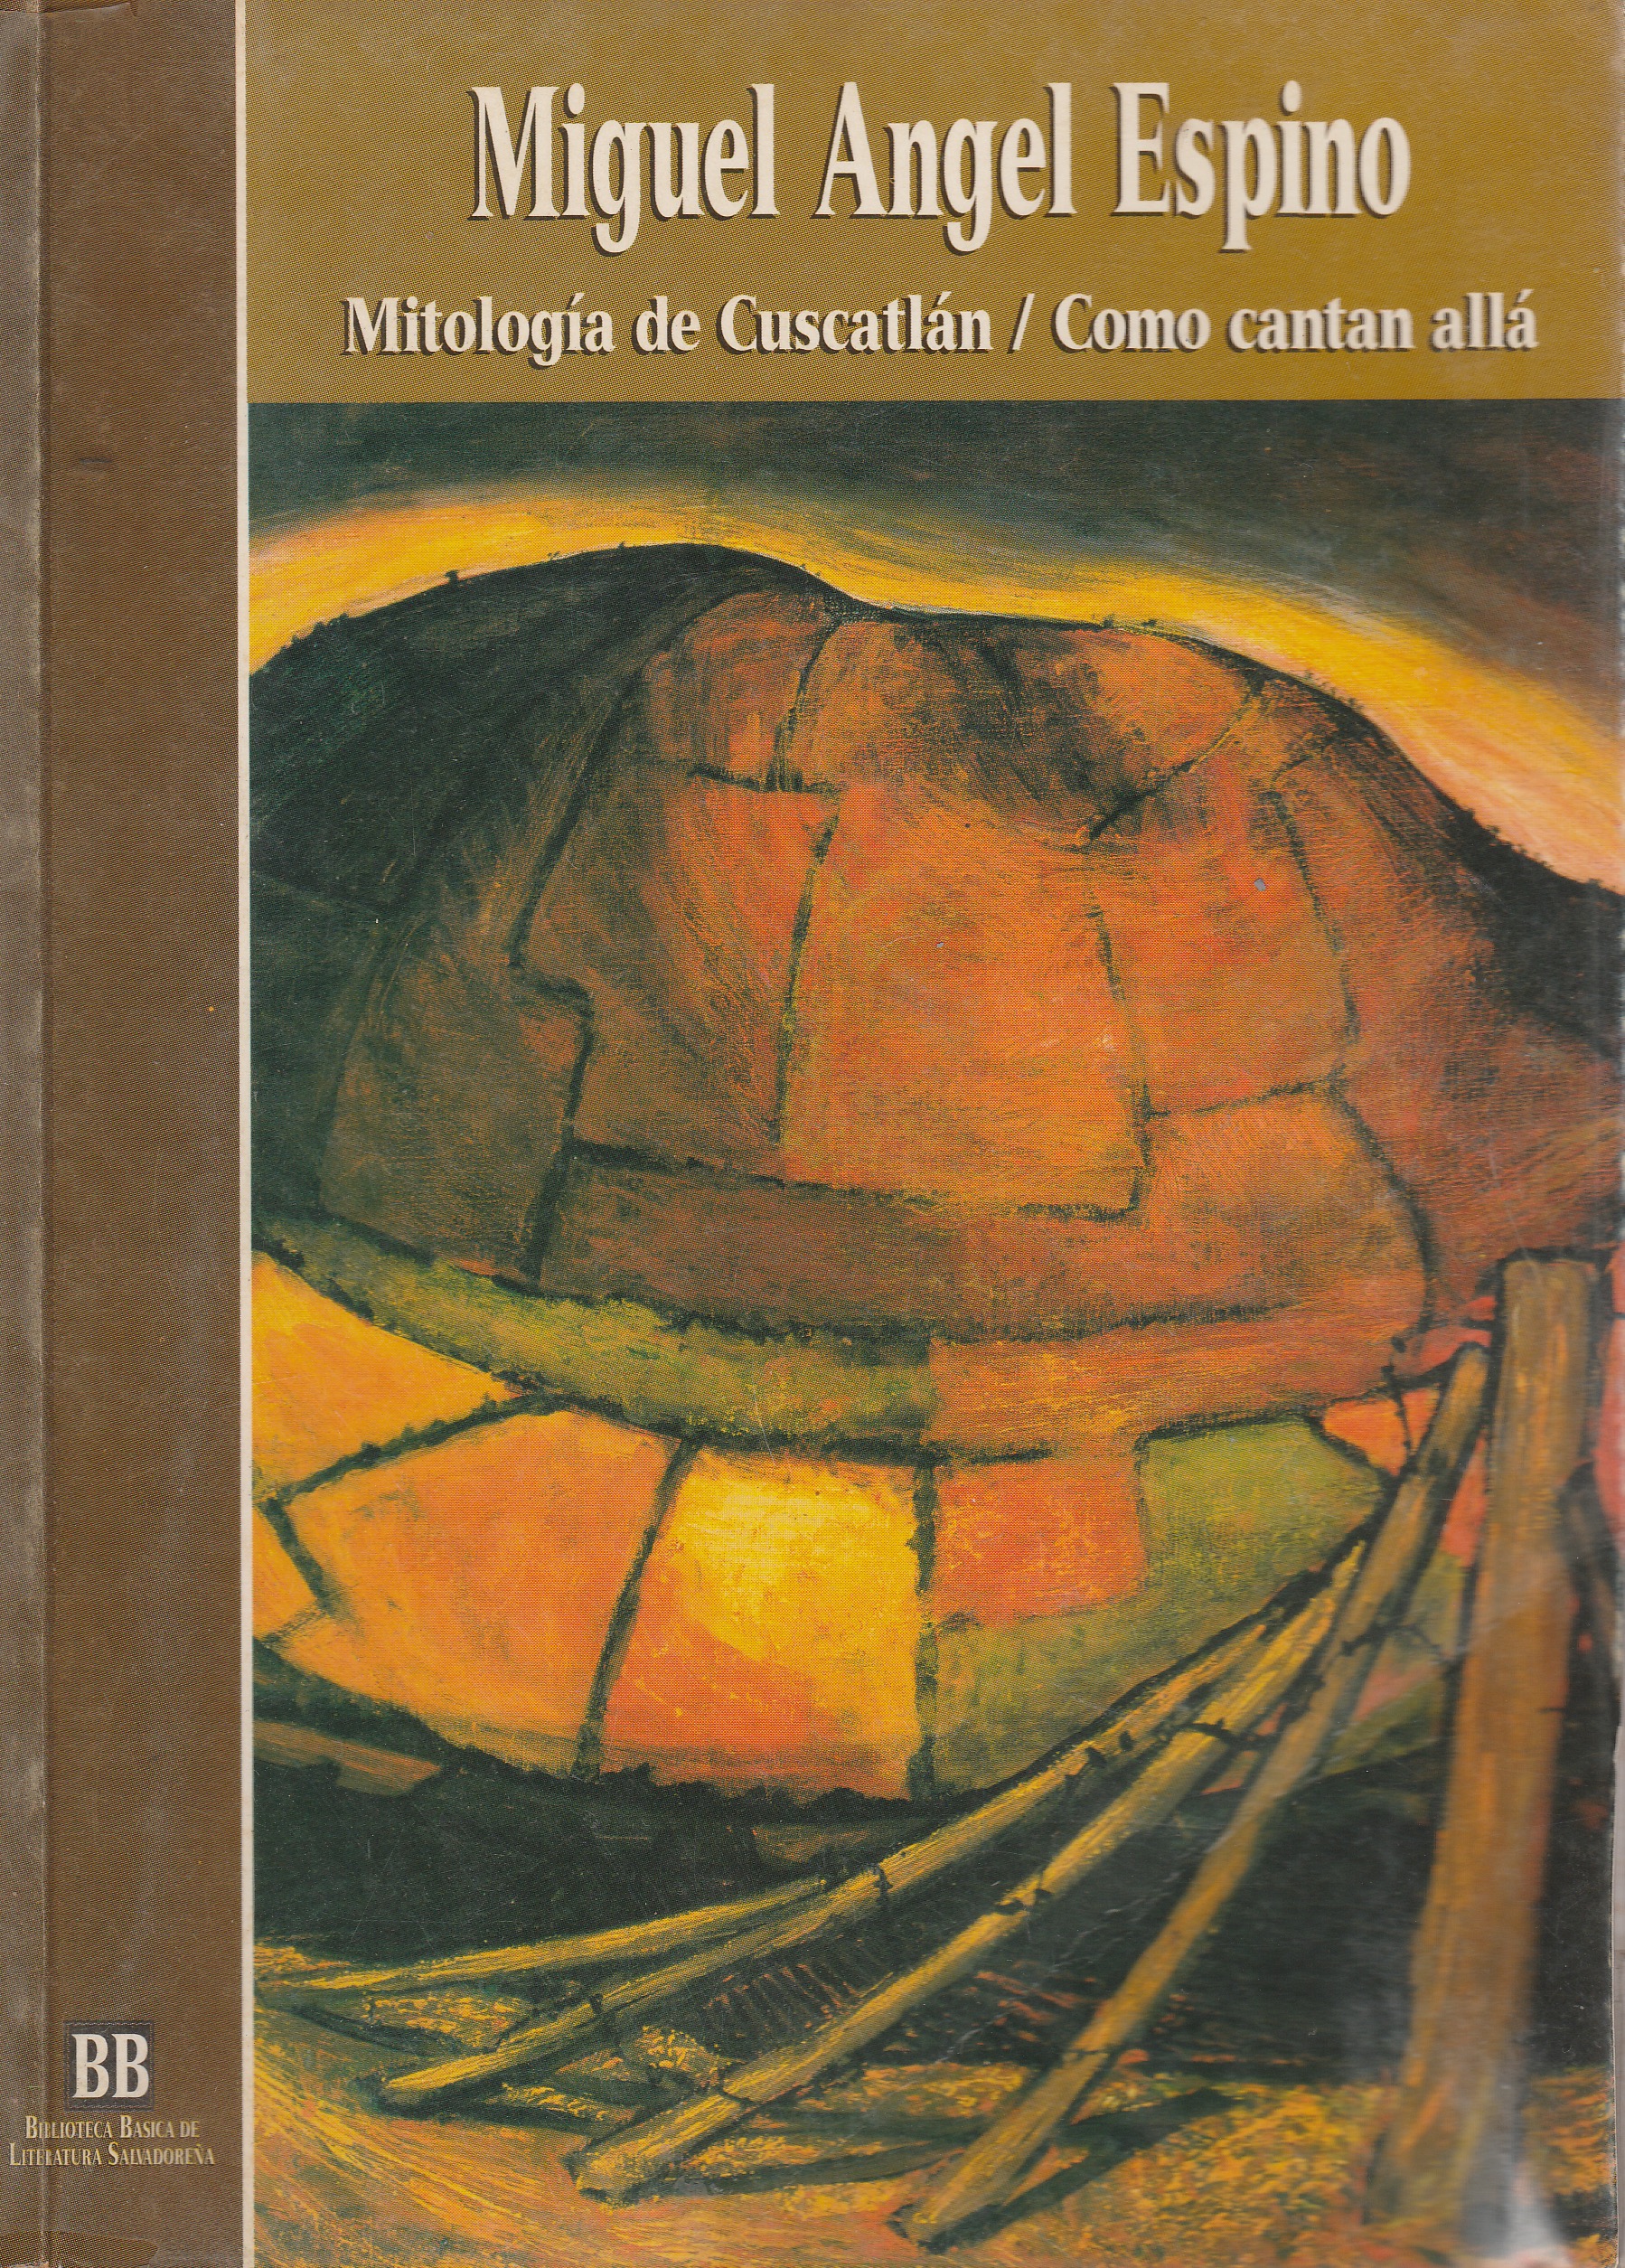 Miguel Angel Espino
Mitología de Cuscatlán / Como cantan allá
BB
BIBLIOTECA BASICA DE
LITERATURA SALVADOREÑA